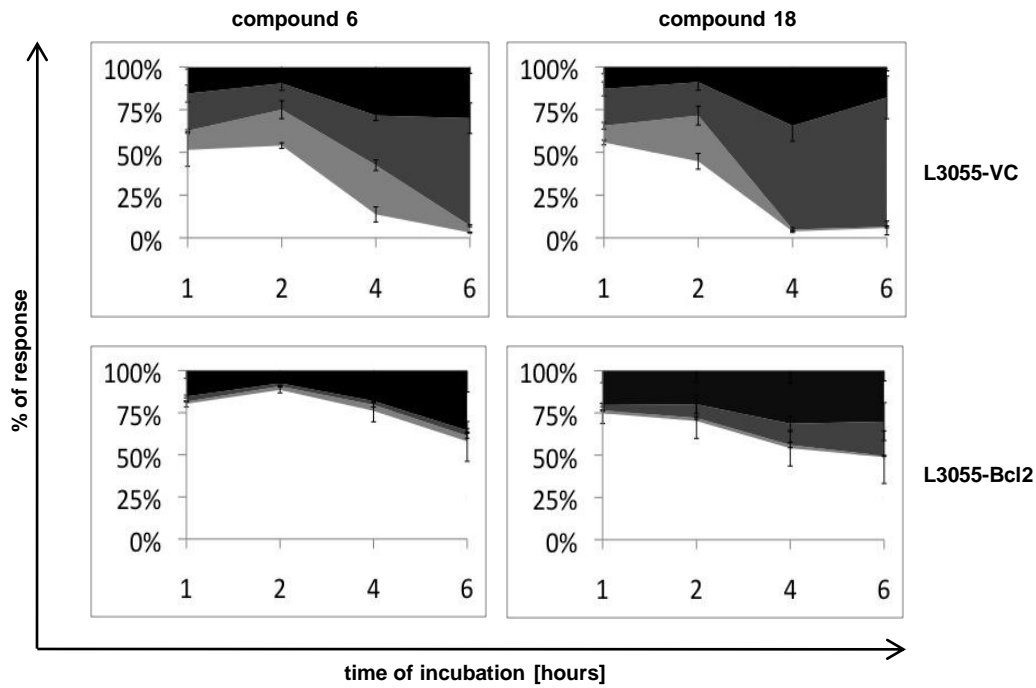 compound 6
compound 18
100%
75%
50%
25%
0%
1 2 4 6
100%
75%
50%
25%
0%
1 2 4 6
L3055-VC
100%
75%
50%
25%
0%
1 2 4 6
100%
75%
50%
25%
0%
1 2 4 6
L3055-Bcl2
% of response
time of incubation [hours]